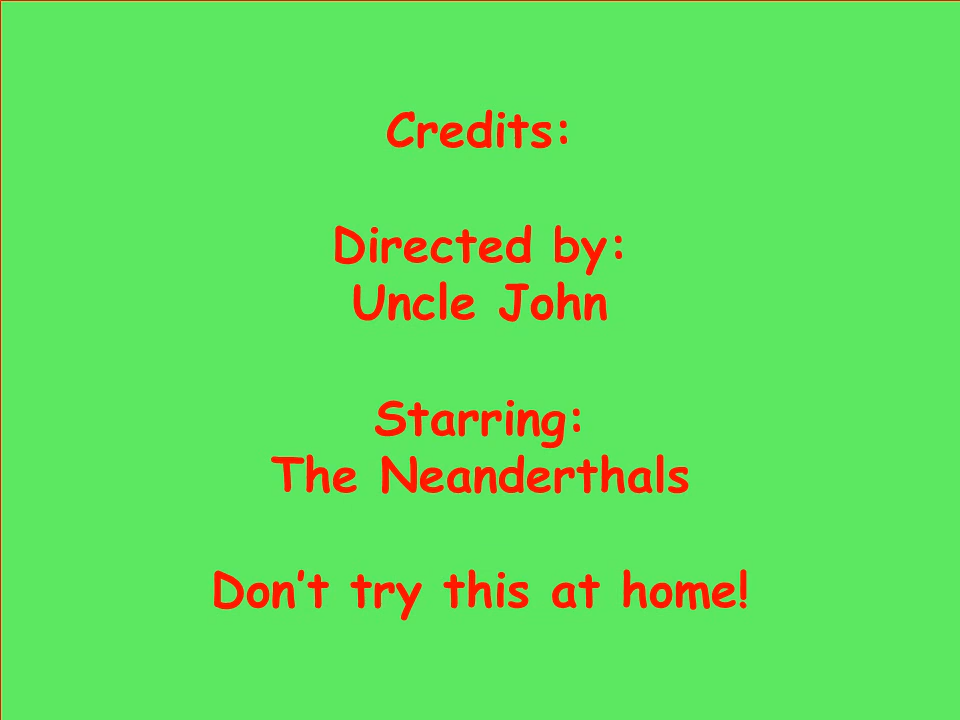 Credits:
Directed by:
Uncle John
Starring:
The Neanderthals
Don’t try this at home!